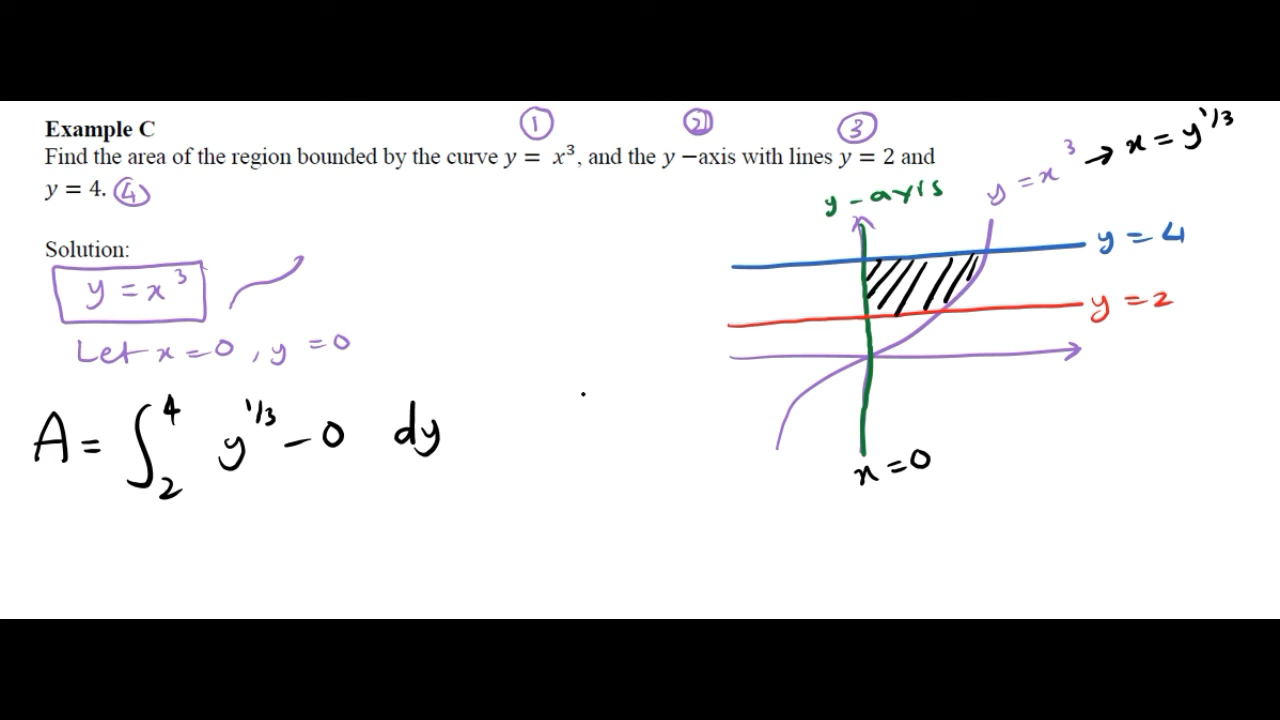 Example C
① ② ③
Find the area of the region bounded by the curve y = x³, and the y −axis with lines y = 2 and
y = 4. ④
Solution:
y = x³
Let x = 0, y = 0
A = ∫₂⁴ y^1/3 − 0 dy
y = x³ → x = y^1/3
y - axis
y = 4
y = 2
x = 0